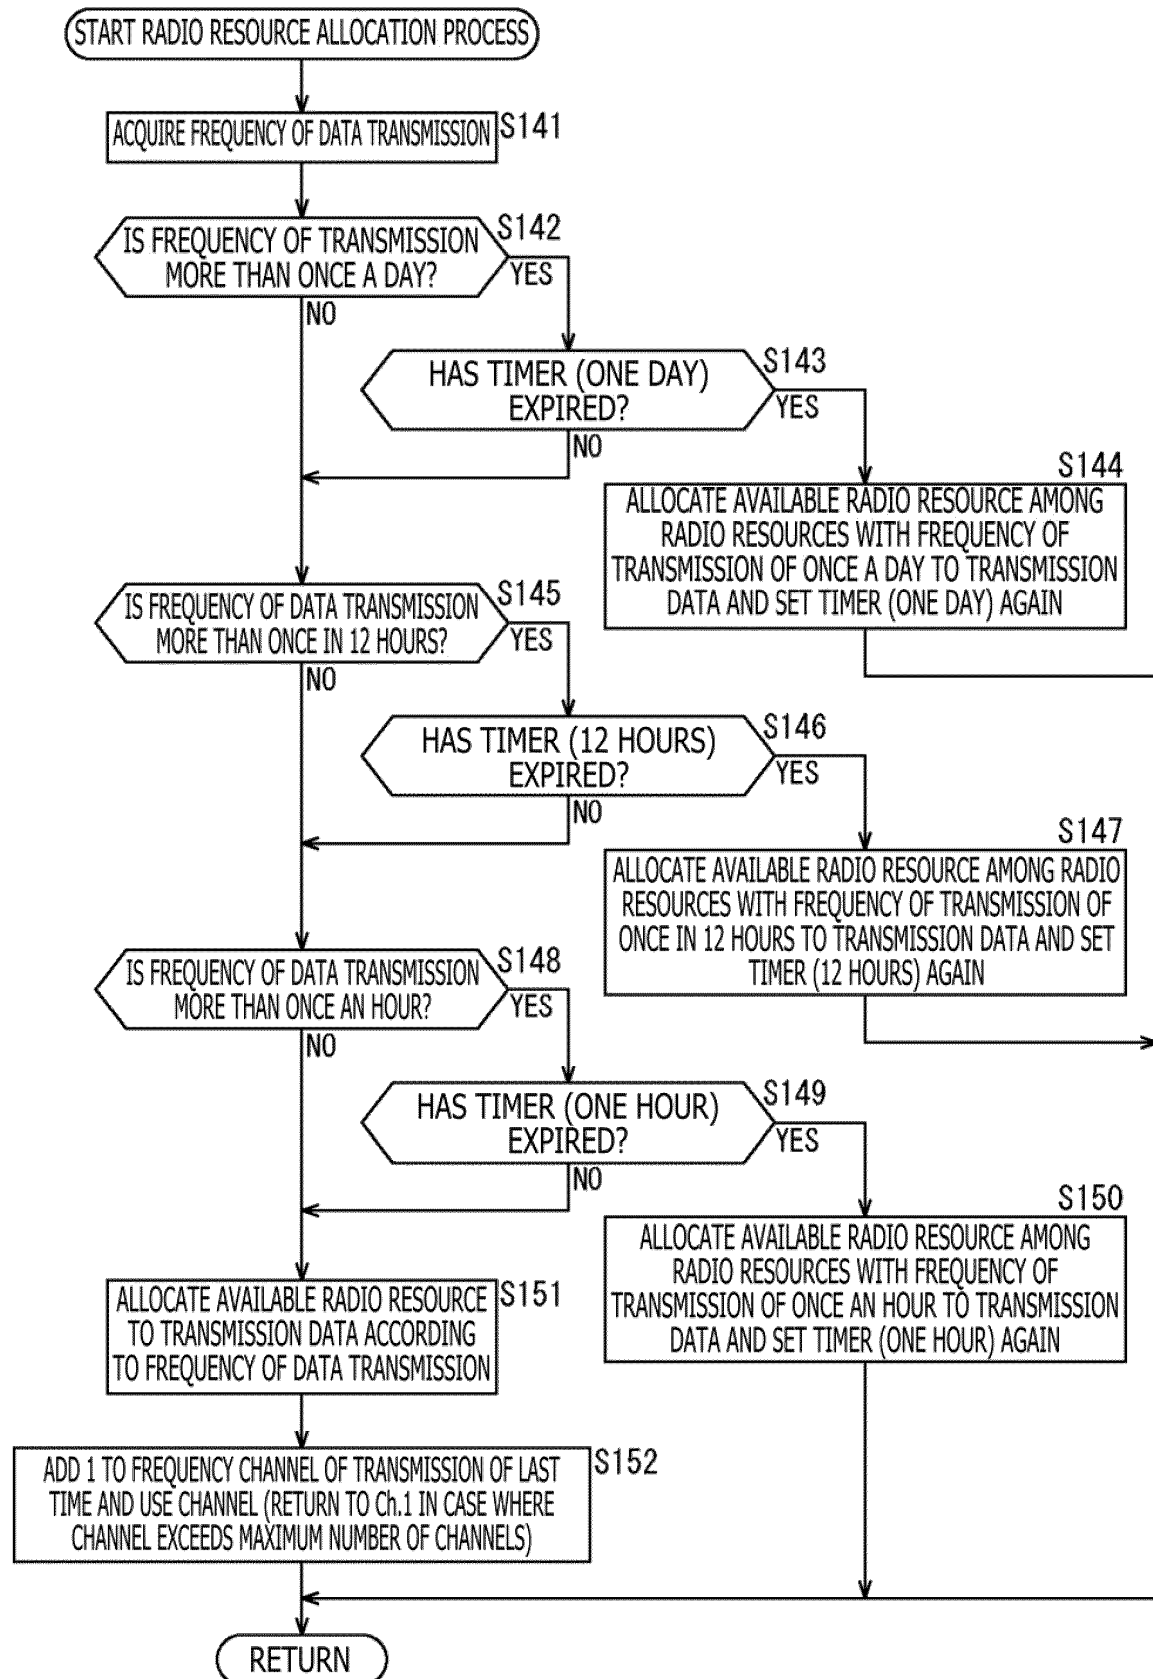 START RADIO RESOURCE ALLOCATION PROCESS
ACQUIRE FREQUENCY OF DATA TRANSMISSION
S141
IS FREQUENCY OF TRANSMISSION
MORE THAN ONCE A DAY?
S142
YES
NO
HAS TIMER (ONE DAY)
EXPIRED?
S143
YES
NO
S144
ALLOCATE AVAILABLE RADIO RESOURCE AMONG
RADIO RESOURCES WITH FREQUENCY OF
TRANSMISSION OF ONCE A DAY TO TRANSMISSION
DATA AND SET TIMER (ONE DAY) AGAIN
IS FREQUENCY OF DATA TRANSMISSION
MORE THAN ONCE IN 12 HOURS?
S145
YES
NO
HAS TIMER (12 HOURS)
EXPIRED?
S146
YES
NO
S147
ALLOCATE AVAILABLE RADIO RESOURCE AMONG RADIO
RESOURCES WITH FREQUENCY OF TRANSMISSION OF
ONCE IN 12 HOURS TO TRANSMISSION DATA AND SET
TIMER (12 HOURS) AGAIN
IS FREQUENCY OF DATA TRANSMISSION
MORE THAN ONCE AN HOUR?
S148
YES
NO
HAS TIMER (ONE HOUR)
EXPIRED?
S149
YES
NO
S150
ALLOCATE AVAILABLE RADIO RESOURCE AMONG
RADIO RESOURCES WITH FREQUENCY OF
TRANSMISSION OF ONCE AN HOUR TO TRANSMISSION
DATA AND SET TIMER (ONE HOUR) AGAIN
ALLOCATE AVAILABLE RADIO RESOURCE
TO TRANSMISSION DATA ACCORDING
TO FREQUENCY OF DATA TRANSMISSION
S151
ADD 1 TO FREQUENCY CHANNEL OF TRANSMISSION OF LAST
TIME AND USE CHANNEL (RETURN TO Ch.1 IN CASE WHERE
CHANNEL EXCEEDS MAXIMUM NUMBER OF CHANNELS)
S152
RETURN